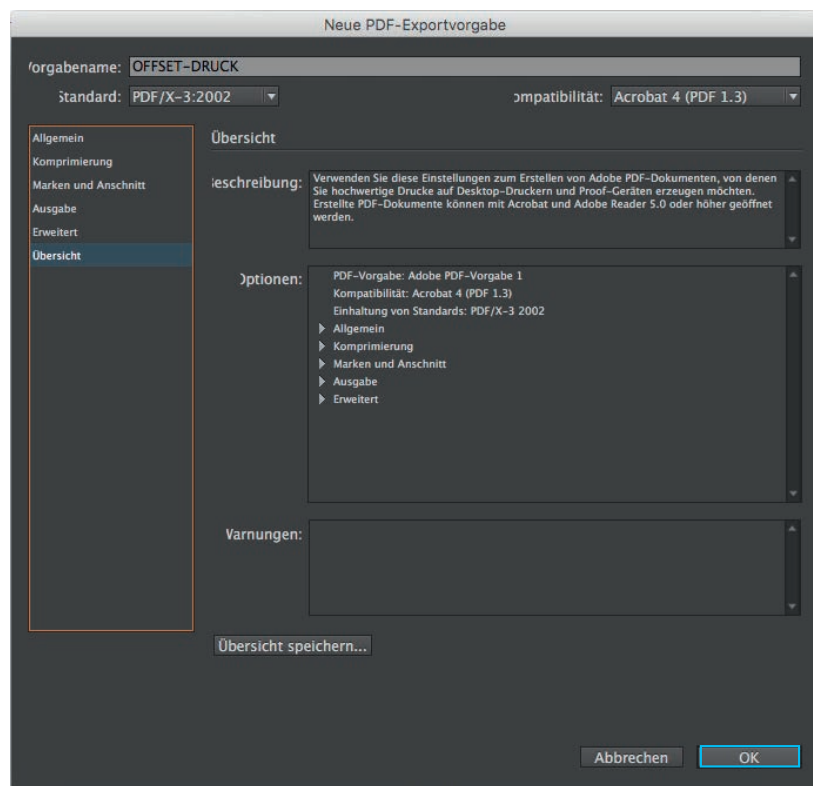 Neue PDF-Exportvorgabe
Vorgabename: OFFSET-DRUCK
Standard: PDF/X-3:2002
ompatibilität: Acrobat 4 (PDF 1.3)
Allgemein
Komprimierung
Marken und Anschnitt
Ausgabe
Erweitert
Übersicht
Übersicht
Beschreibung: Verwenden Sie diese Einstellungen zum Erstellen von Adobe PDF-Dokumenten, von denen
Sie hochwertige Drucke auf Desktop-Druckern und Proof-Geräten erzeugen möchten.
Erstellte PDF-Dokumente können mit Acrobat und Adobe Reader 5.0 oder höher geöffnet
werden.
Optionen:
PDF-Vorgabe: Adobe PDF-Vorgabe 1
Kompatibilität: Acrobat 4 (PDF 1.3)
Einhaltung von Standards: PDF/X-3 2002
Allgemein
Komprimierung
Marken und Anschnitt
Ausgabe
Erweitert
Warnungen:
Übersicht speichern...
Abbrechen
OK